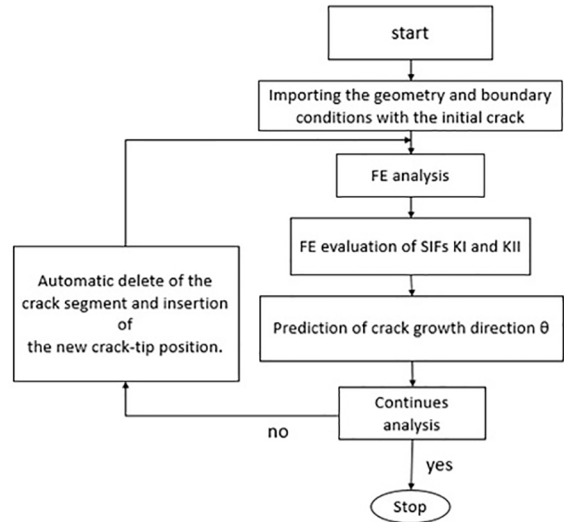 start
Importing the geometry and boundary
conditions with the initial crack
FE analysis
FE evaluation of SIFs KI and KII
Prediction of crack growth direction θ
Automatic delete of the
crack segment and insertion
of
the new crack-tip position.
Continues
analysis
no
yes
Stop